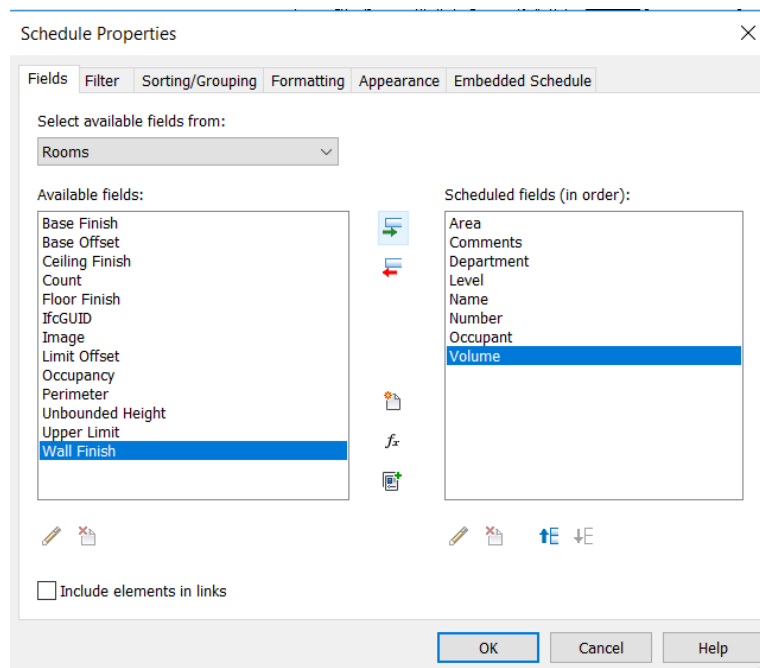 Schedule Properties
Fields Filter Sorting/Grouping Formatting Appearance Embedded Schedule
Select available fields from:
Rooms
Available fields:
Base Finish
Base Offset
Ceiling Finish
Count
Floor Finish
IfcGUID
Image
Limit Offset
Occupancy
Perimeter
Unbounded Height
Upper Limit
Wall Finish
fx
Scheduled fields (in order):
Area
Comments
Department
Level
Name
Number
Occupant
Volume
Include elements in links
OK Cancel Help